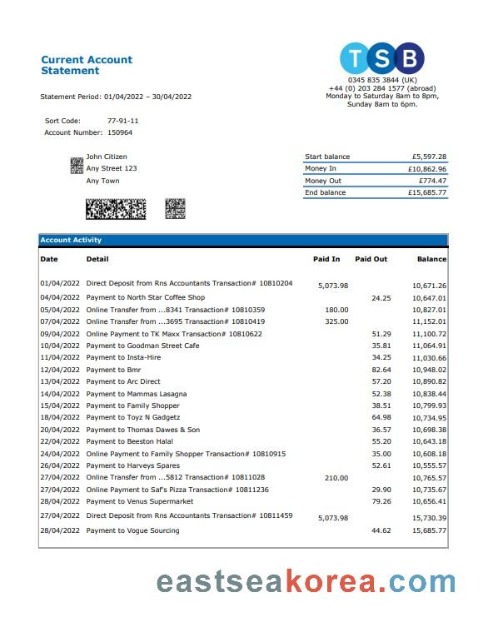 TSB
Current Account
Statement
0345 835 3844 (UK)
+44 (0) 203 284 1577 (abroad)
Monday to Saturday 8am to 8pm,
Sunday 8am to 6pm.
Statement Period: 01/04/2022 – 30/04/2022
Sort Code: 77-91-11
Account Number: 150964
John Citizen
Any Street 123
Any Town
Start balance £5,597.28
Money In £10,862.96
Money Out £774.47
End balance £15,685.77
Account Activity
Date Detail Paid In Paid Out Balance
01/04/2022 Direct Deposit from Rns Accountants Transaction# 10810204 5,073.98 10,671.26
04/04/2022 Payment to North Star Coffee Shop 24.25 10,647.01
05/04/2022 Online Transfer from ...8341 Transaction# 10810359 180.00 10,827.01
07/04/2022 Online Transfer from ...3695 Transaction# 10810419 325.00 11,152.01
09/04/2022 Online Payment to TK Maxx Transaction# 10810622 51.29 11,100.72
10/04/2022 Payment to Goodman Street Cafe 35.81 11,064.91
11/04/2022 Payment to Insta-Hire 34.25 11,030.66
12/04/2022 Payment to Bmr 82.64 10,948.02
13/04/2022 Payment to Arc Direct 57.20 10,890.82
14/04/2022 Payment to Mammas Lasagna 52.38 10,838.44
15/04/2022 Payment to Family Shopper 38.51 10,799.93
18/04/2022 Payment to Toyz N Gadgetz 64.98 10,734.95
20/04/2022 Payment to Thomas Dawes & Son 36.57 10,698.38
22/04/2022 Payment to Beeston Halal 55.20 10,643.18
24/04/2022 Online Payment to Family Shopper Transaction# 10810915 35.00 10,608.18
26/04/2022 Payment to Harveys Spares 52.61 10,555.57
27/04/2022 Online Transfer from ...5812 Transaction# 10811028 210.00 10,765.57
27/04/2022 Online Payment to Saf's Pizza Transaction# 10811236 29.90 10,735.67
28/04/2022 Payment to Venus Supermarket 79.26 10,656.41
27/04/2022 Direct Deposit from Rns Accountants Transaction# 10811459 5,073.98 15,730.39
28/04/2022 Payment to Vogue Sourcing 44.62 15,685.77
eastseakorea.com